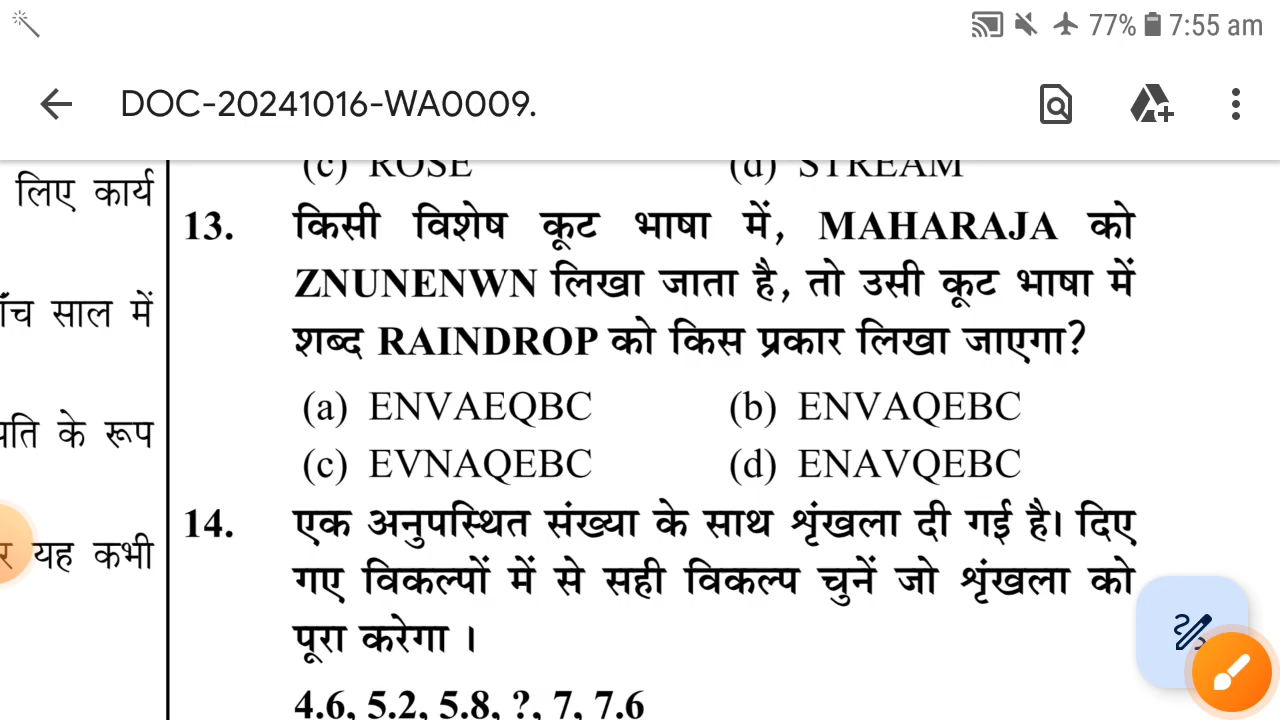 77% 7:55 am
DOC-20241016-WA0009.
लिए कार्य
ाँच साल में
पति के रूप
र यह कभी
(c) ROSE (d) STREAM
13. किसी विशेष कूट भाषा में, MAHARAJA को
ZNUNENWN लिखा जाता है, तो उसी कूट भाषा में
शब्द RAINDROP को किस प्रकार लिखा जाएगा?
(a) ENVAEQBC (b) ENVAQEBC
(c) EVNAQEBC (d) ENAVQEBC
14. एक अनुपस्थित संख्या के साथ शृंखला दी गई है। दिए
गए विकल्पों में से सही विकल्प चुनें जो शृंखला को
पूरा करेगा ।
4.6, 5.2, 5.8, ?, 7, 7.6